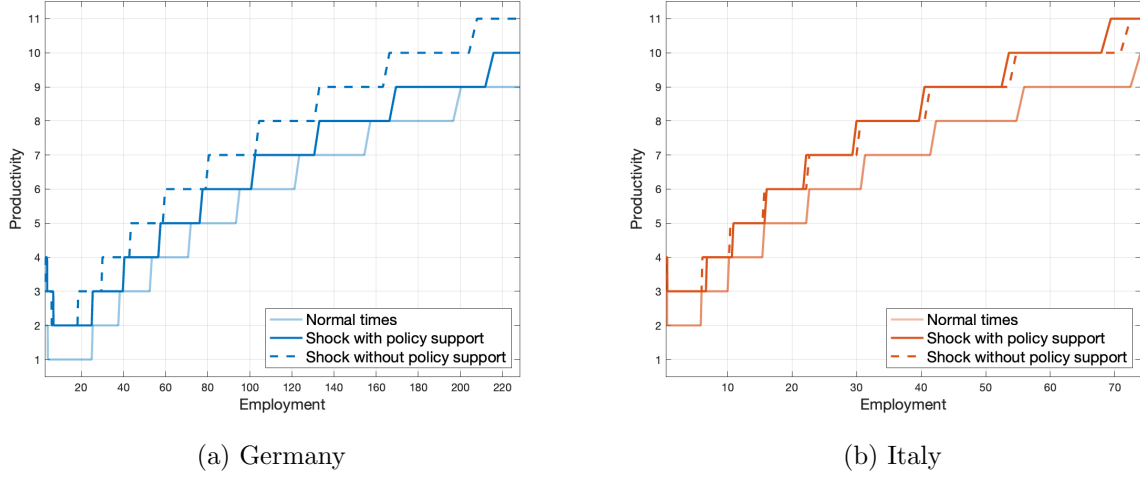 11
10
9
8
7
6
5
4
3
2
1
Productivity
20 40 60 80 100 120 140 160 180 200 220
Employment
Normal times
Shock with policy support
Shock without policy support
(a) Germany
11
10
9
8
7
6
5
4
3
2
1
Productivity
10 20 30 40 50 60 70
Employment
Normal times
Shock with policy support
Shock without policy support
(b) Italy